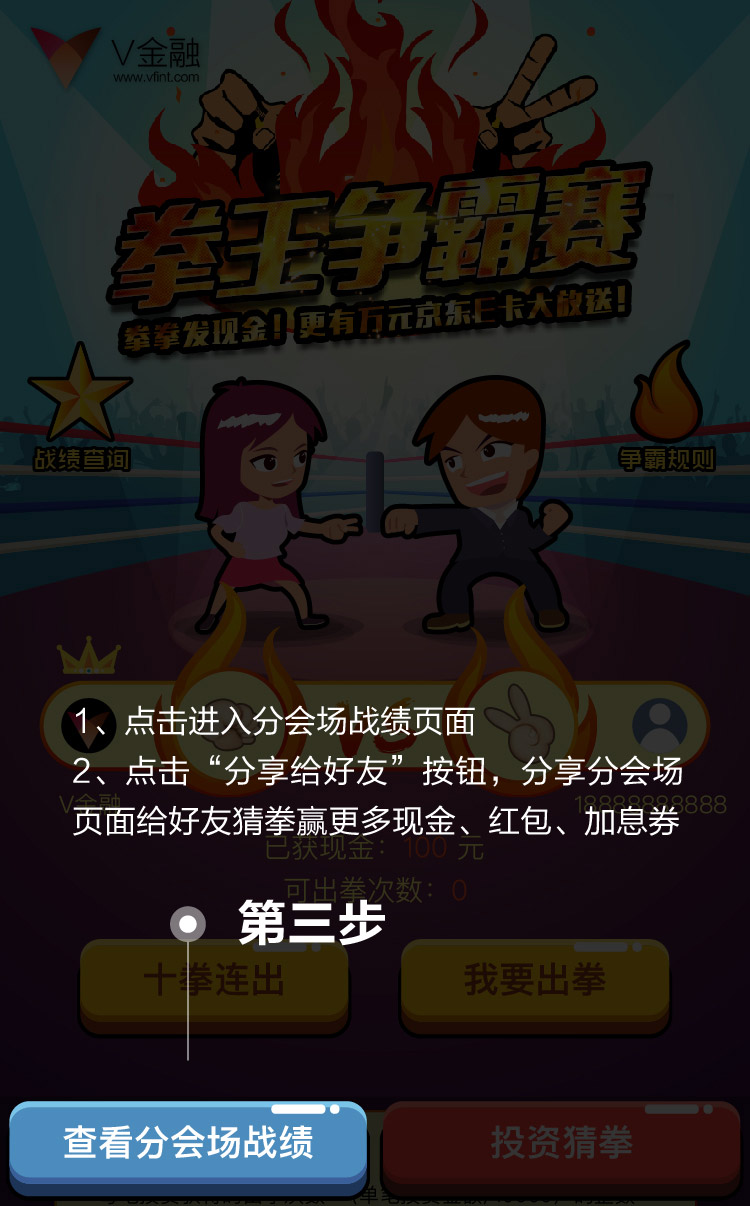 V金融
www.vfint.com
拳王争霸赛
拳拳发现金！更有万元京东E卡大放送！
战绩查询
争霸规则
1、点击进入分会场战绩页面
2、点击“分享给好友”按钮，分享分会场
页面给好友猜拳赢更多现金、红包、加息券
V金融
18888888888
已获现金：100 元
可出拳次数：0
第三步
十拳连出
我要出拳
查看分会场战绩
投资猜拳